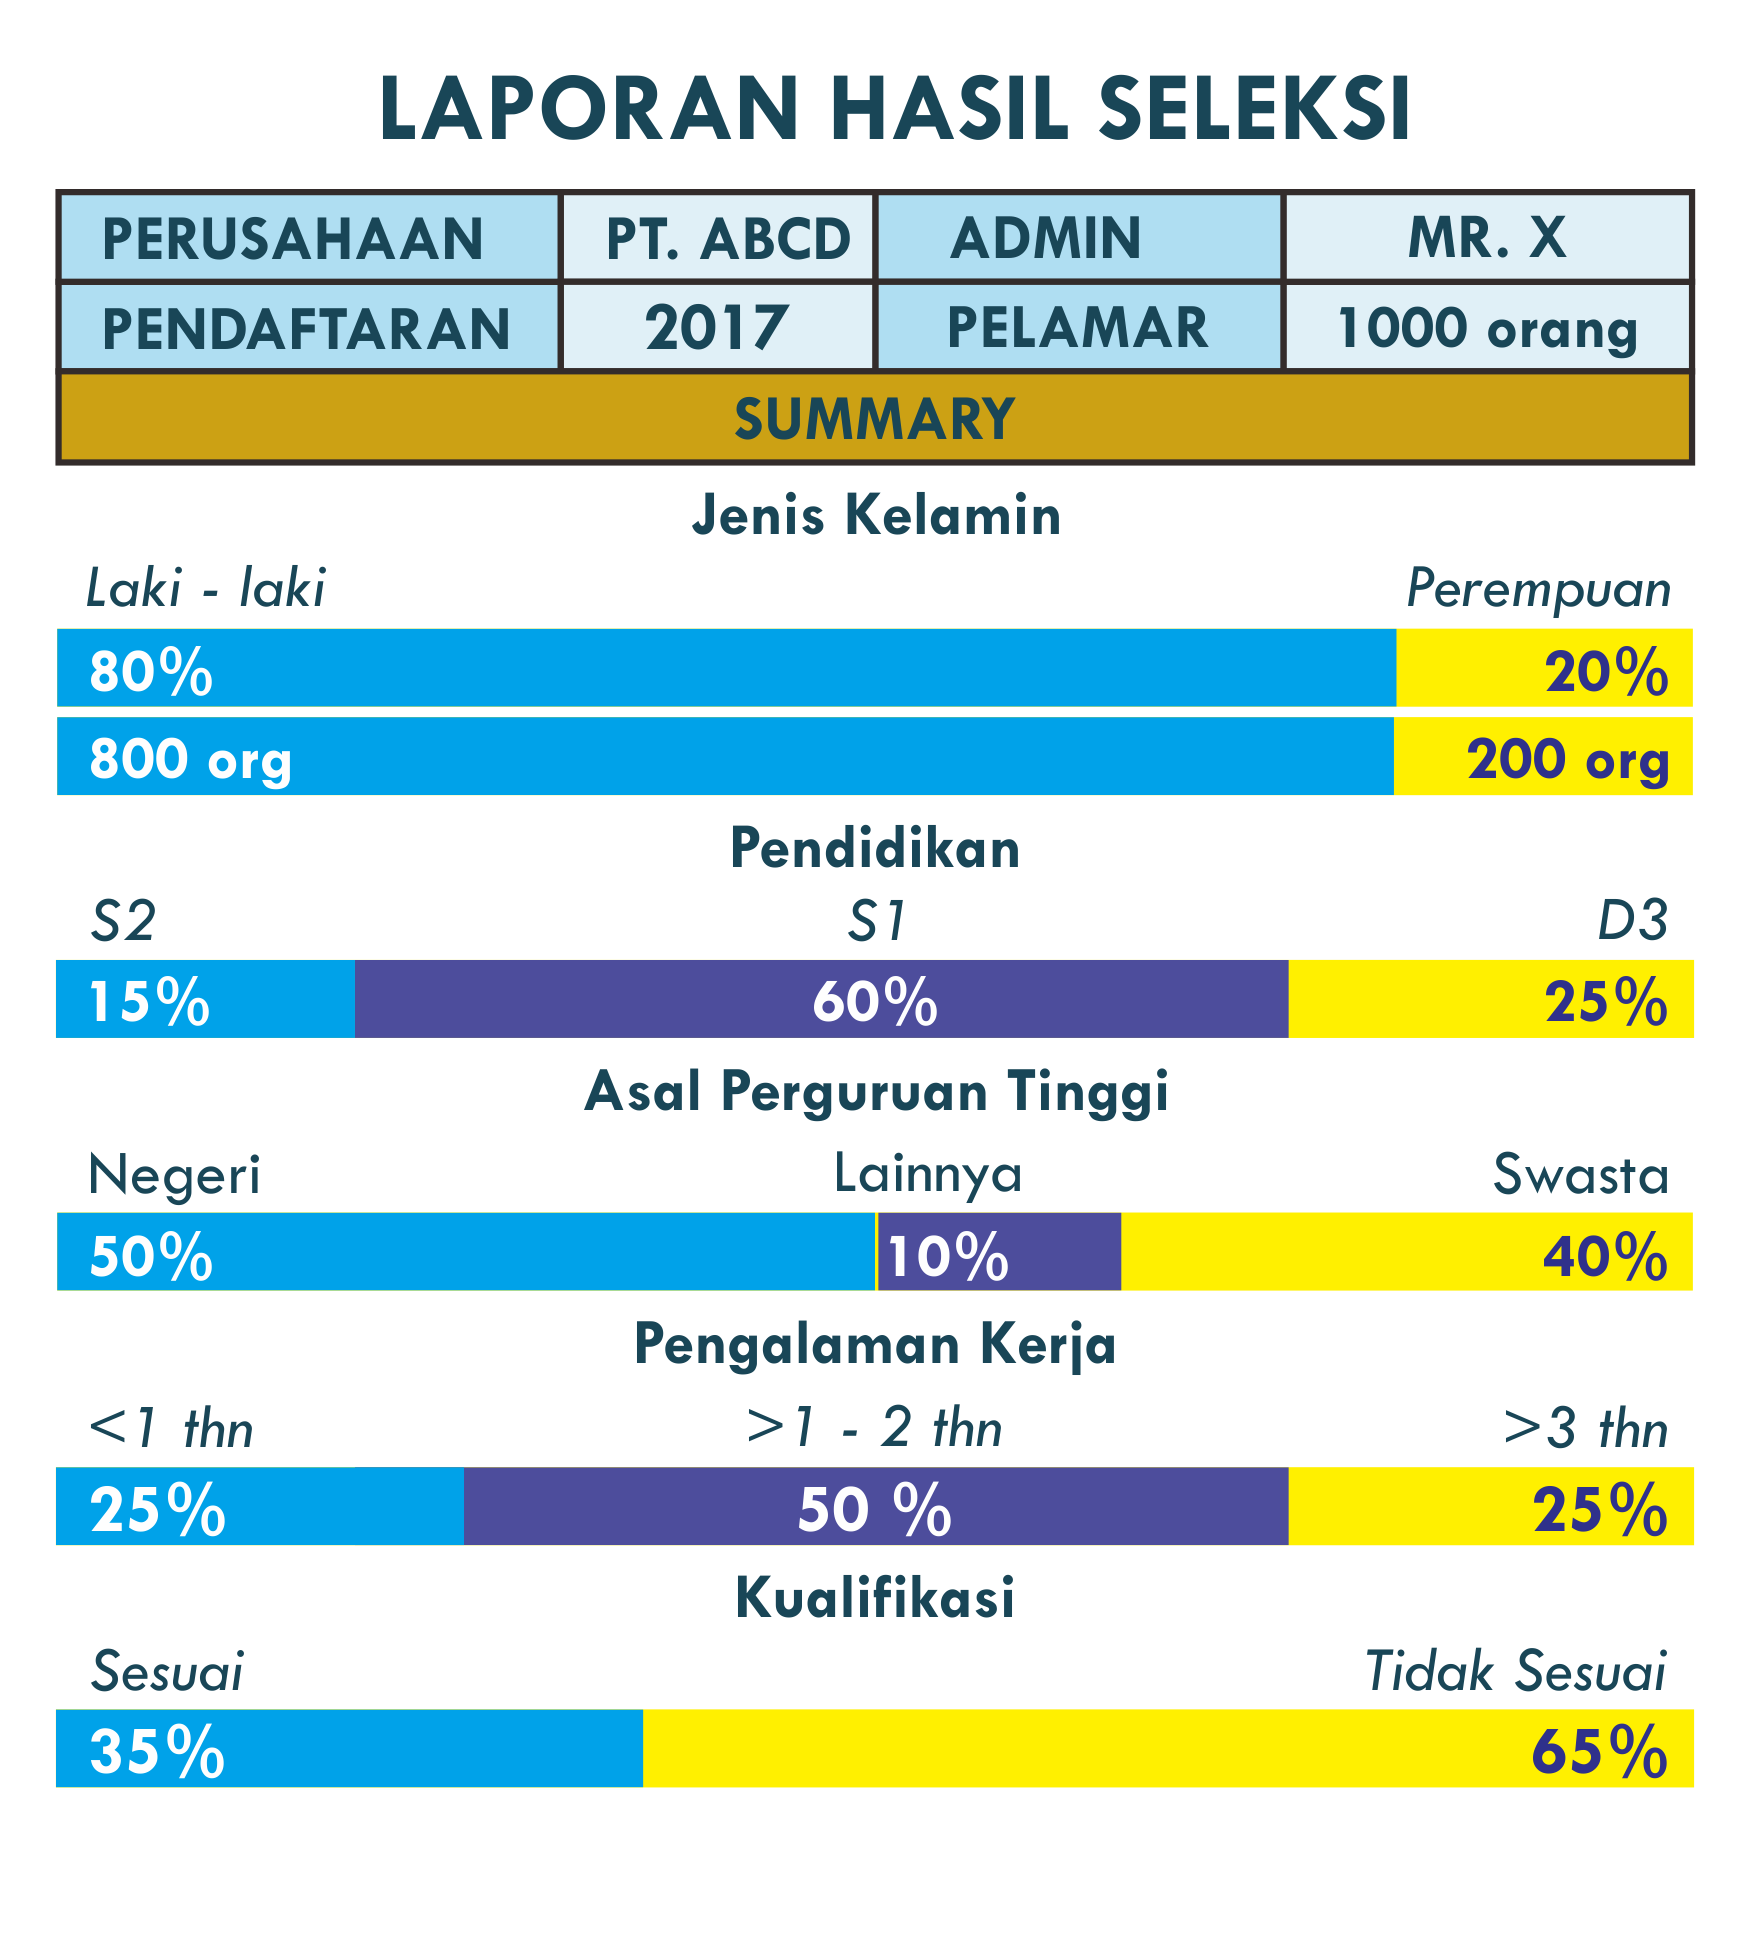 LAPORAN HASIL SELEKSI
PERUSAHAAN PT. ABCD ADMIN MR. X
PENDAFTARAN 2017 PELAMAR 1000 orang
SUMMARY
Jenis Kelamin
Laki - laki Perempuan
80% 20%
800 org 200 org
Pendidikan
S2 S1 D3
15% 60% 25%
Asal Perguruan Tinggi
Negeri Lainnya Swasta
50% 10% 40%
Pengalaman Kerja
<1 thn >1 - 2 thn >3 thn
25% 50 % 25%
Kualifikasi
Sesuai Tidak Sesuai
35% 65%